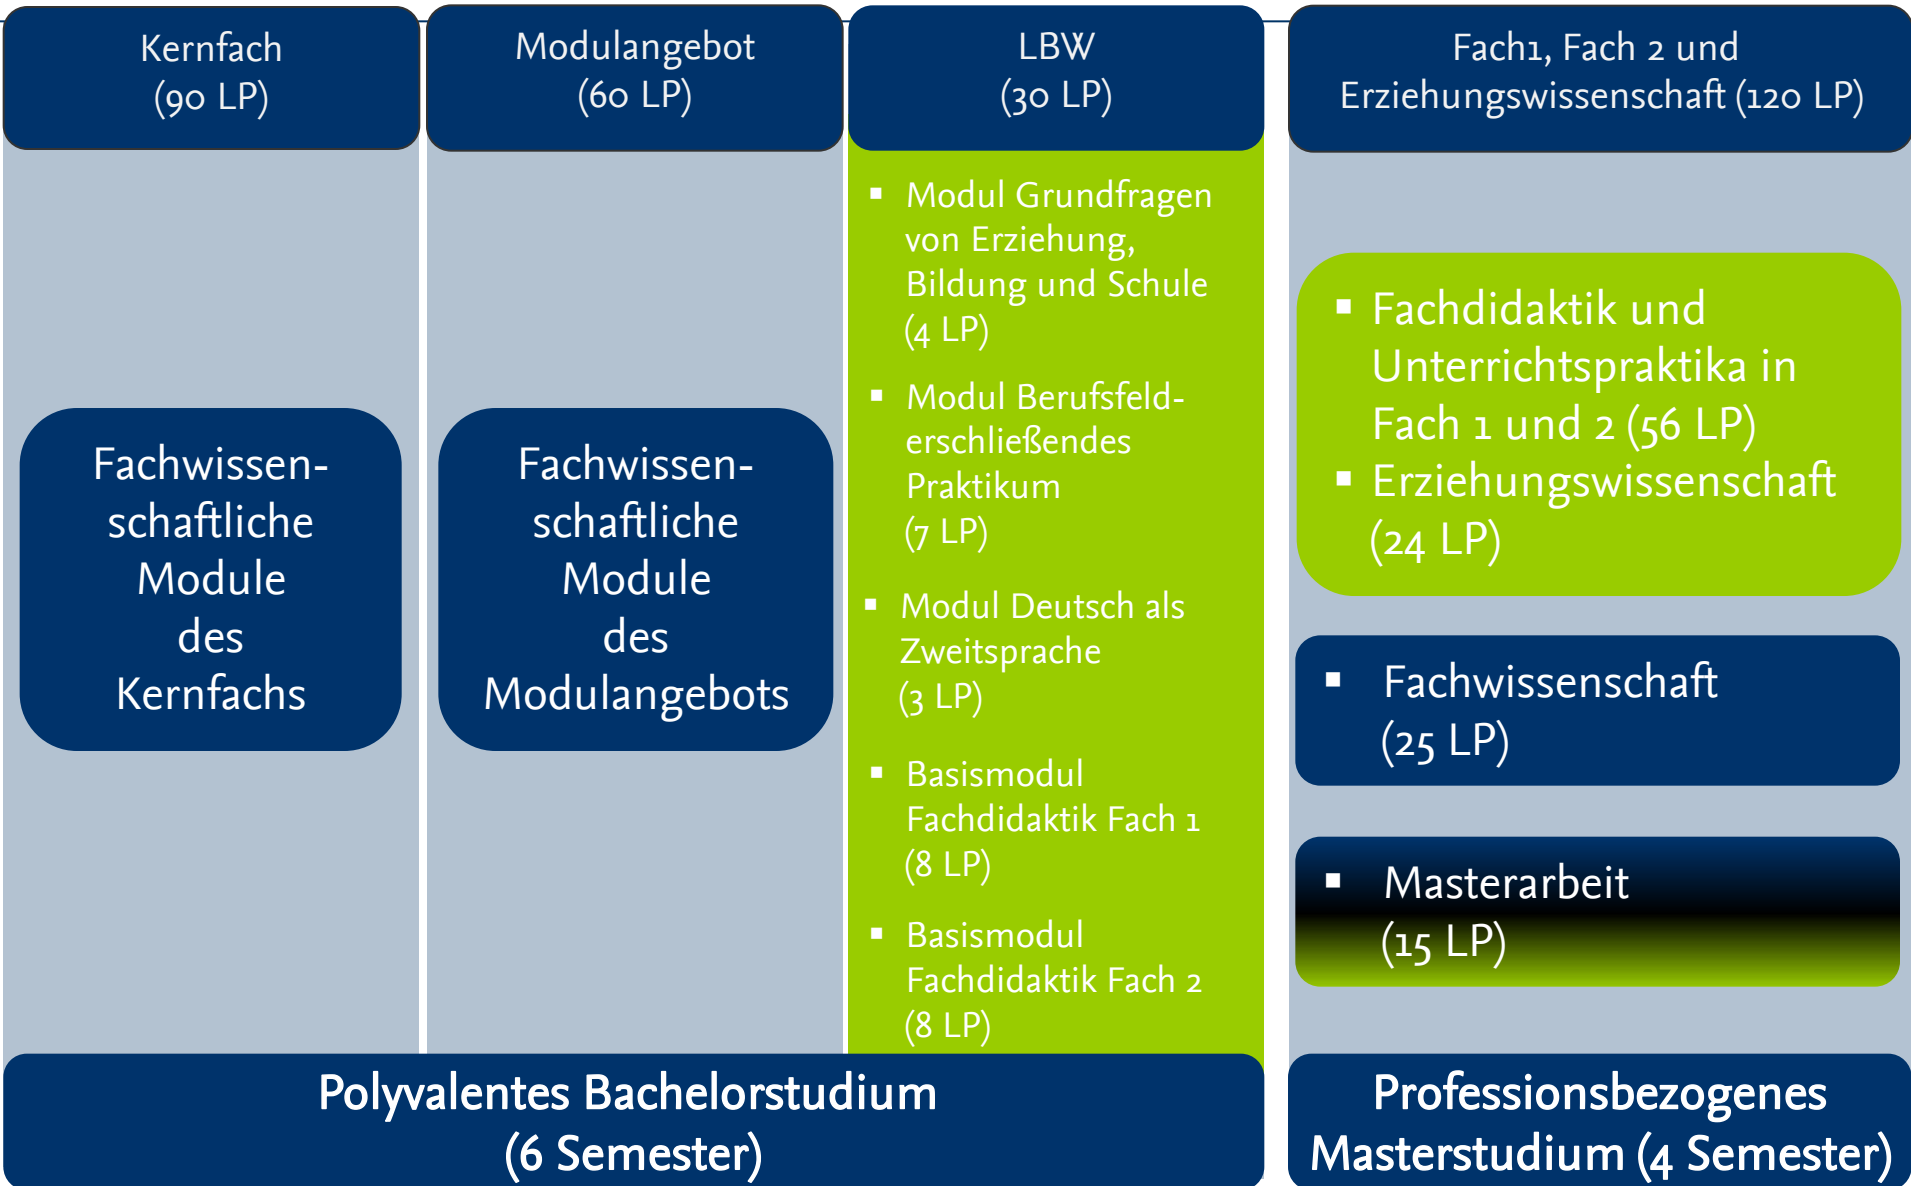 Kernfach
(90 LP)
Modulangebot
(60 LP)
LBW
(30 LP)
Fach1, Fach 2 und
Erziehungswissenschaft (120 LP)
Fachwissen-
schaftliche
Module
des
Kernfachs
Fachwissen-
schaftliche
Module
des
Modulangebots
▪ Modul Grundfragen
von Erziehung,
Bildung und Schule
(4 LP)
▪ Modul Berufsfeld-
erschließendes
Praktikum
(7 LP)
▪ Modul Deutsch als
Zweitsprache
(3 LP)
▪ Basismodul
Fachdidaktik Fach 1
(8 LP)
▪ Basismodul
Fachdidaktik Fach 2
(8 LP)
▪ Fachdidaktik und
Unterrichtspraktika in
Fach 1 und 2 (56 LP)
▪ Erziehungswissenschaft
(24 LP)
▪ Fachwissenschaft
(25 LP)
▪ Masterarbeit
(15 LP)
Polyvalentes Bachelorstudium
(6 Semester)
Professionsbezogenes
Masterstudium (4 Semester)